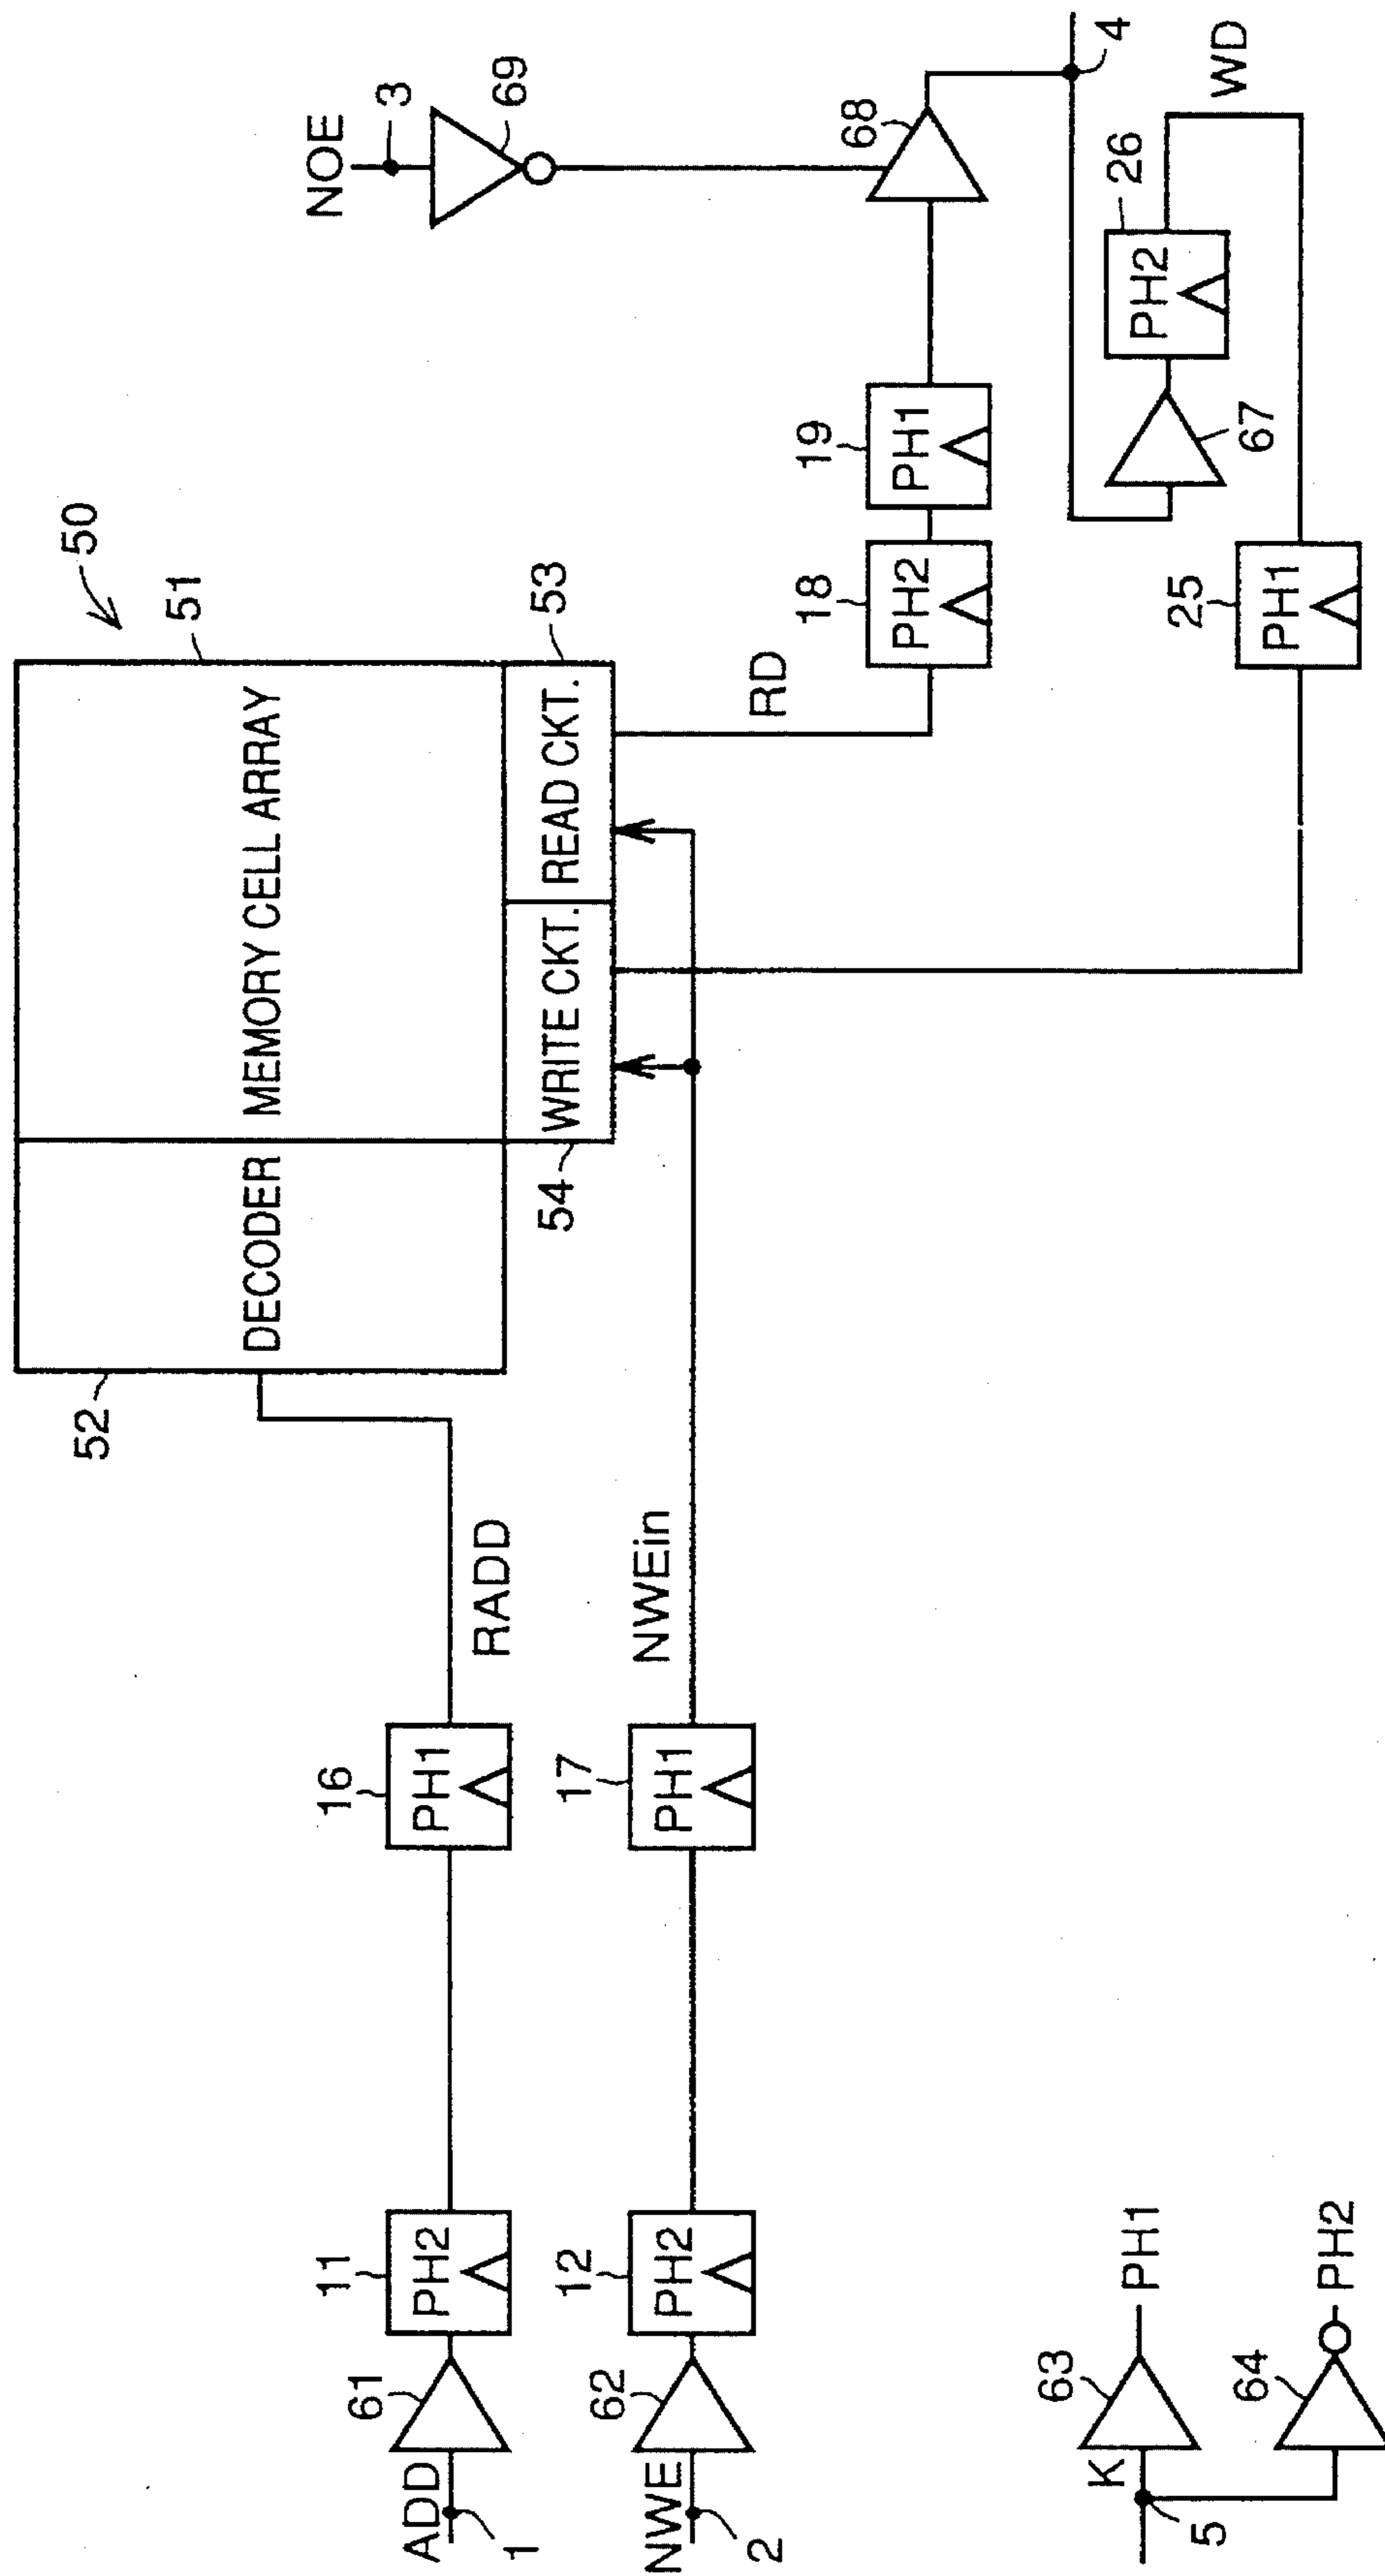 50
51
MEMORY CELL ARRAY
52
DECODER
53
READ CKT.
54
WRITE CKT.
NOE
3
69
ADD
1
61
11
PH2
16
PH1
RADD
NWE
2
62
12
PH2
17
PH1
NWEin
RD
18
PH2
19
PH1
68
4
67
26
PH2
WD
25
PH1
K
5
63
PH1
64
PH2